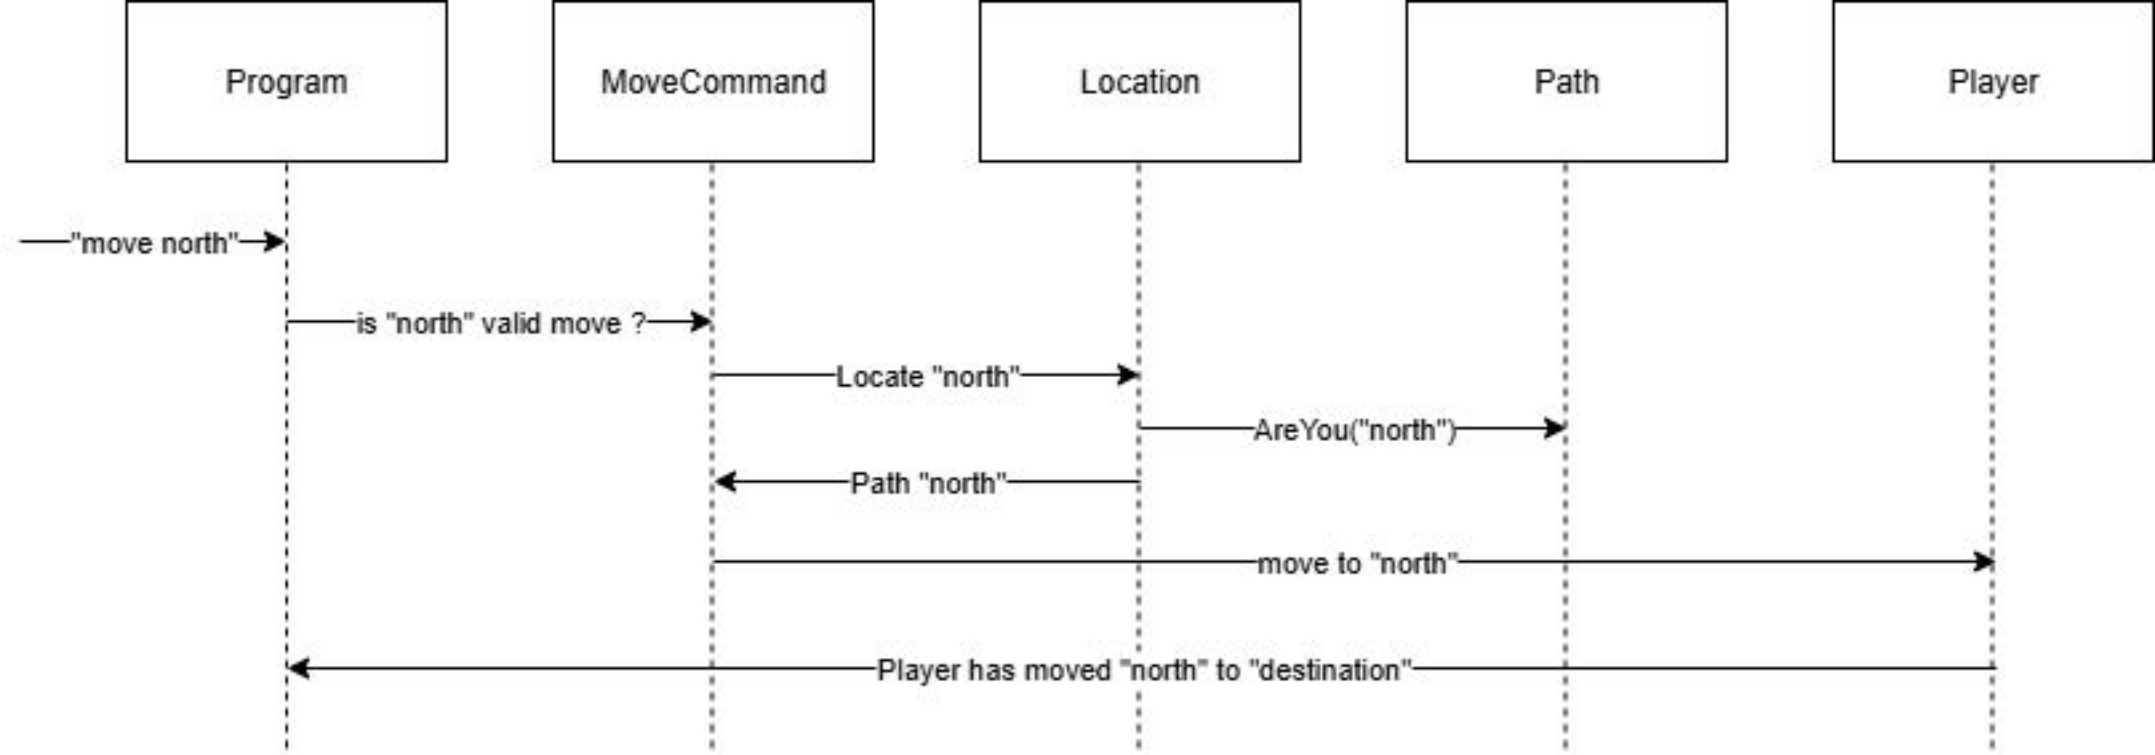 Program
MoveCommand
Location
Path
Player
"move north"
is "north" valid move ?
Locate "north"
AreYou("north")
Path "north"
move to "north"
Player has moved "north" to "destination"